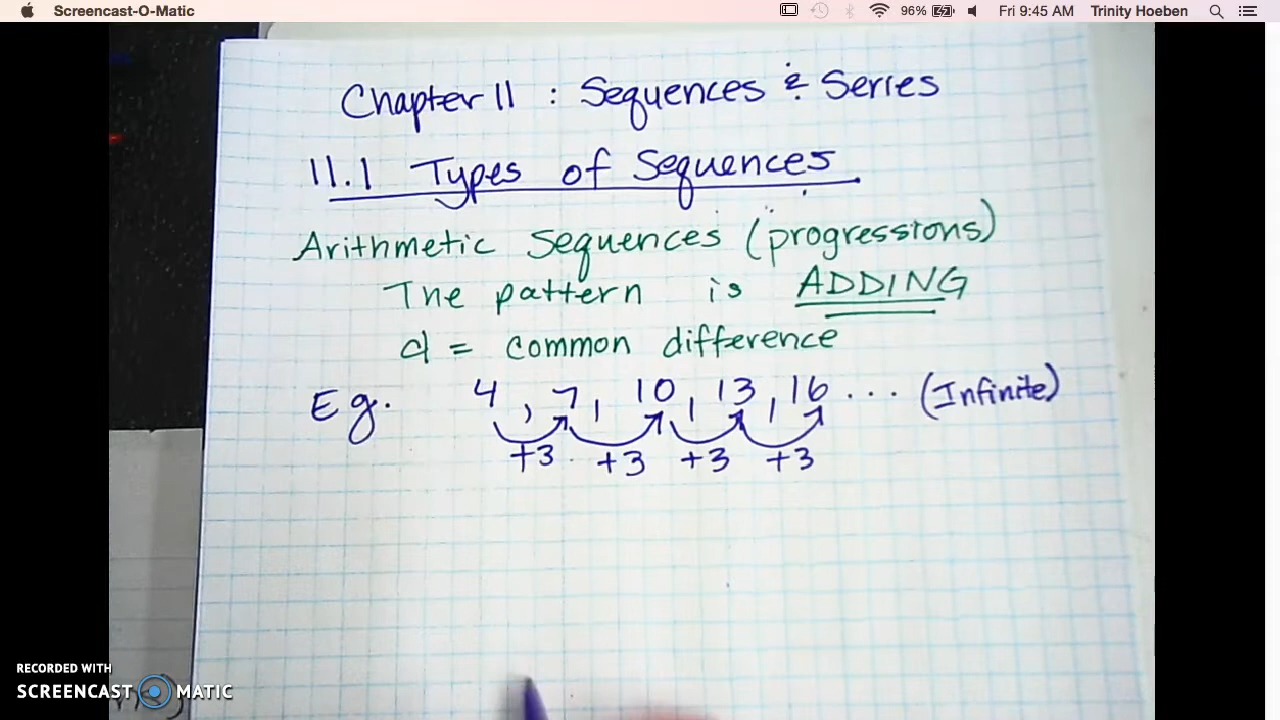 Screencast-O-Matic 96% Fri 9:45 AM Trinity Hoeben
Chapter 11 : Sequences & Series
11.1 Types of Sequences
Arithmetic Sequences (progressions)
The pattern is ADDING
d = common difference
Eg. 4, 7, 10, 13, 16 ... (Infinite)
+3 +3 +3 +3
RECORDED WITH
SCREENCAST O MATIC